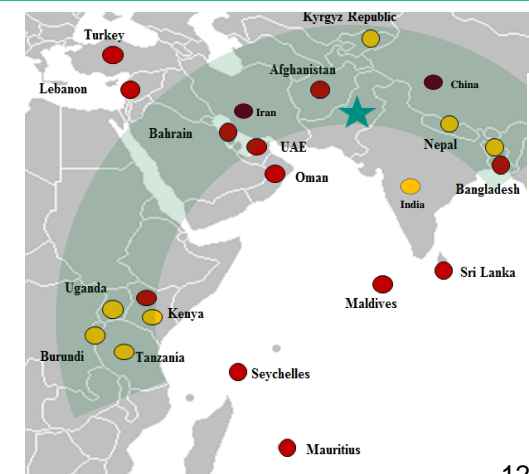 Kyrgyz Republic
Turkey
Afghanistan
Lebanon
China
Iran
Bahrain
UAE
Nepal
Oman
Bangladesh
India
Sri Lanka
Maldives
Uganda
Kenya
Burundi
Tanzania
Seychelles
Mauritius